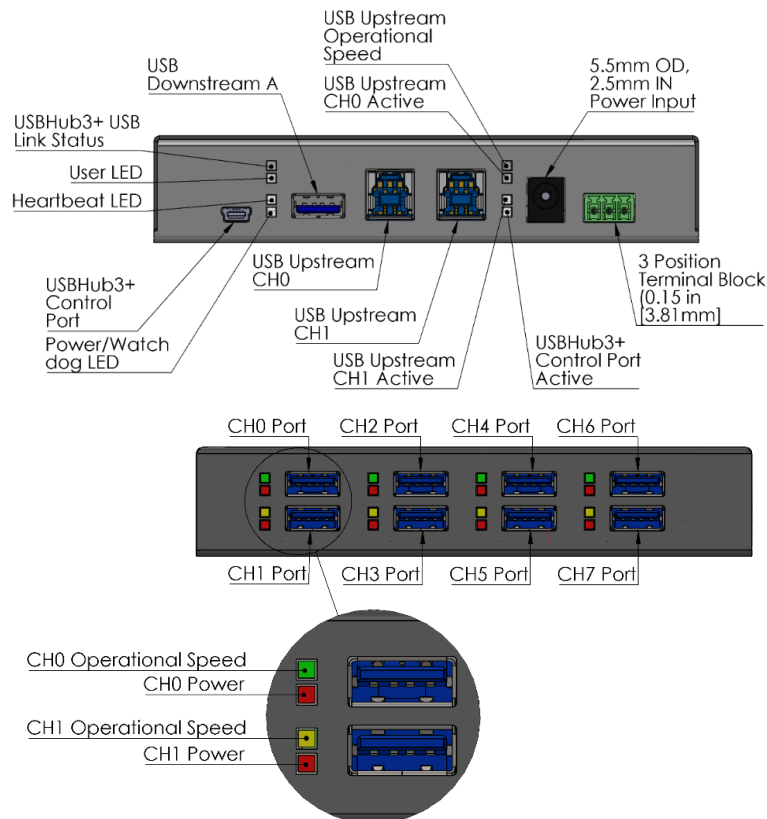 USB Upstream
Operational
Speed
USB
Downstream A
USB Upstream
CH0 Active
5.5mm OD,
2.5mm IN
Power Input
USBHub3+ USB
Link Status
User LED
Heartbeat LED
USBHub3+
Control
Port
Power/Watch
dog LED
USB Upstream
CH0
USB Upstream
CH1
USB Upstream
CH1 Active
USBHub3+
Control Port
Active
3 Position
Terminal Block
(0.15 in
[3.81mm]
CH0 Port
CH2 Port
CH4 Port
CH6 Port
CH1 Port
CH3 Port
CH5 Port
CH7 Port
CH0 Operational Speed
CH0 Power
CH1 Operational Speed
CH1 Power